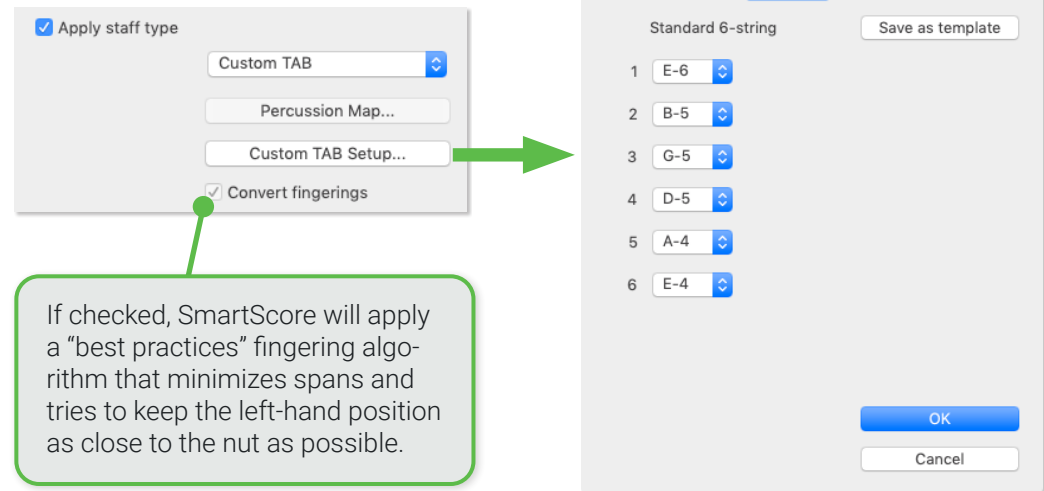 Apply staff type
Custom TAB
Percussion Map...
Custom TAB Setup...
Convert fingerings
If checked, SmartScore will apply
a “best practices” fingering algo-
rithm that minimizes spans and
tries to keep the left-hand position
as close to the nut as possible.
Standard 6-string
Save as template
1 E-6
2 B-5
3 G-5
4 D-5
5 A-4
6 E-4
OK
Cancel